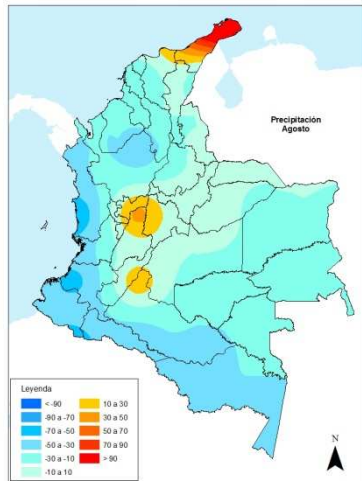 Precipitación
Agosto
Leyenda
< -90
-90 a -70
-70 a -50
-50 a -30
-30 a -10
-10 a 10
10 a 30
30 a 50
50 a 70
70 a 90
> 90
N